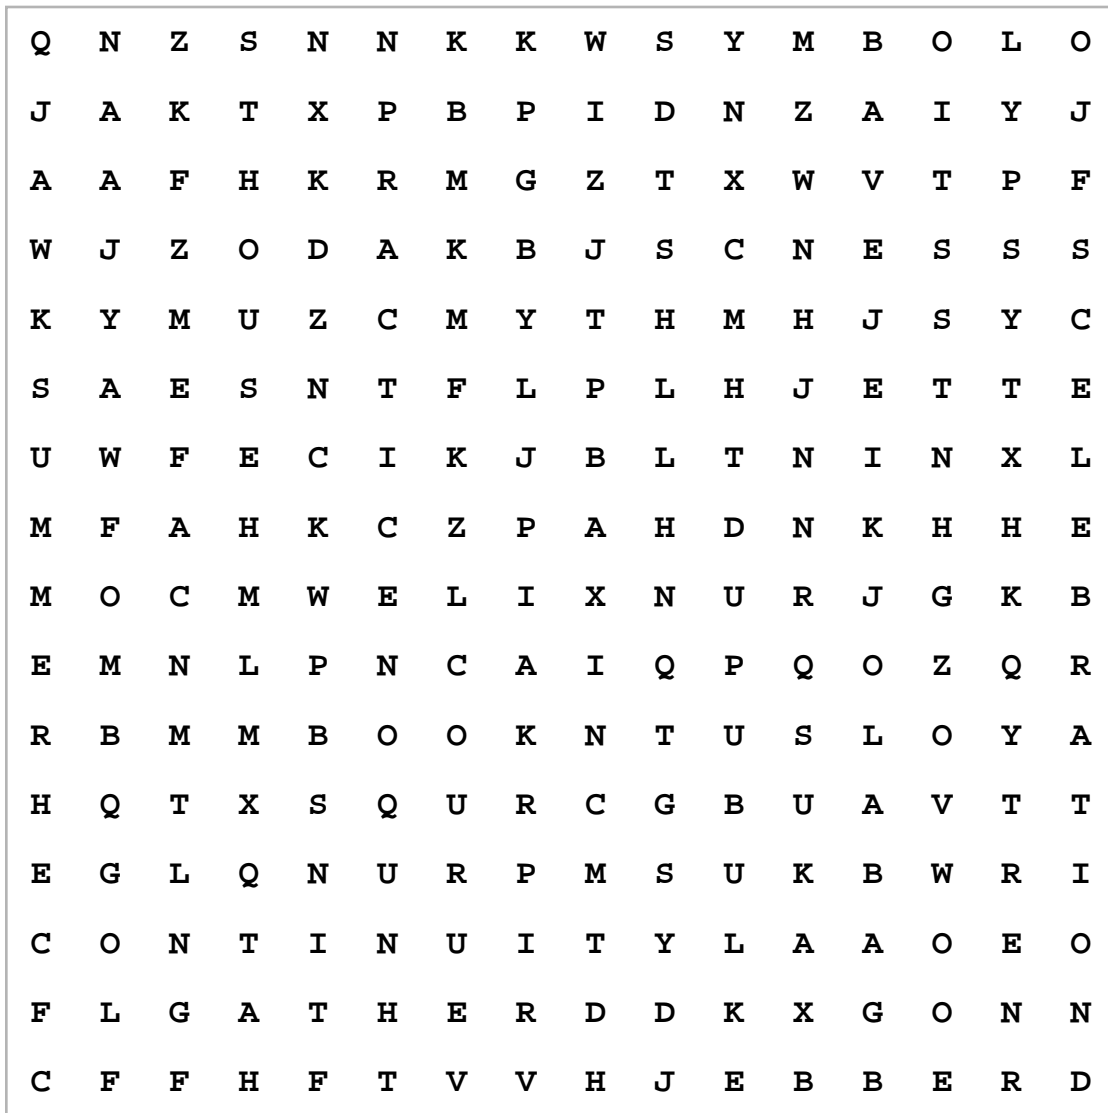 Q N Z S N N K K W S Y M B O L O
J A K T X P B P I D N Z A I Y J
A A F H K R M G Z T X W V T P F
W J Z O D A K B J S C N E S S S
K Y M U Z C M Y T H M H J S Y C
S A E S N T F L P L H J E T T E
U W F E C I K J B L T N I N X L
M F A H K C Z P A H D N K H H E
M O C M W E L I X N U R J G K B
E M N L P N C A I Q P Q O Z Q R
R B M M B O O K N T U S L O Y A
H Q T X S Q U R C G B U A V T T
E G L Q N U R P M S U K B W R I
C O N T I N U I T Y L A A O E O
F L G A T H E R D D K X G O N N
C F F H F T V V H J E B B E R D